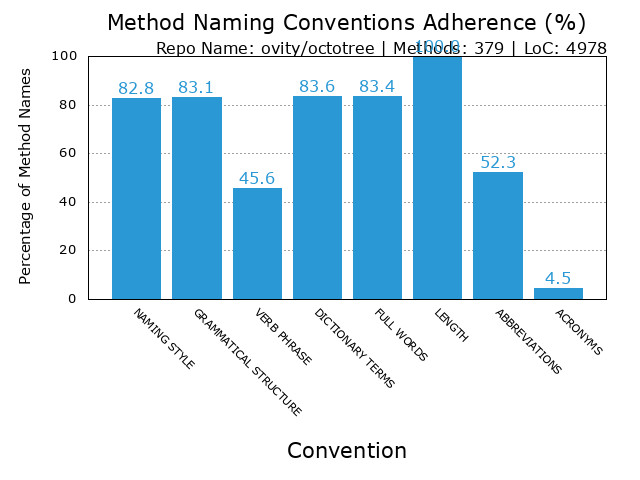 Method Naming Conventions Adherence (%)
Repo Name: ovity/octotree | Methods: 379 | LoC: 4978
Percentage of Method Names
100
80
60
40
20
0
82.8
83.1
45.6
83.6
83.4
100.0
52.3
4.5
NAMING STYLE
GRAMMATICAL STRUCTURE
VERB PHRASE
DICTIONARY TERMS
FULL WORDS
LENGTH
ABBREVIATIONS
ACRONYMS
Convention